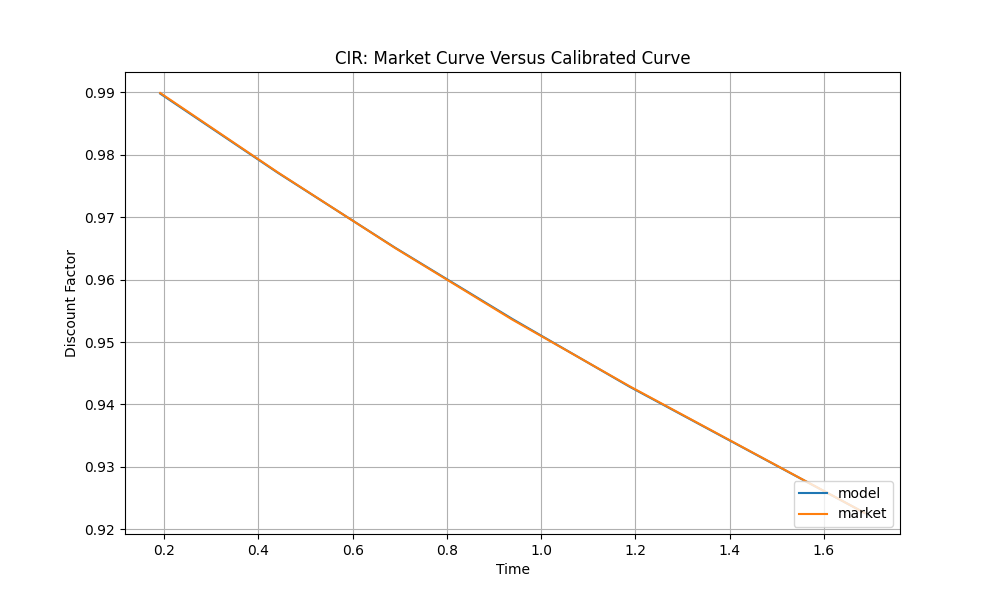 CIR: Market Curve Versus Calibrated Curve
Discount Factor
0.99
0.98
0.97
0.96
0.95
0.94
0.93
0.92
0.2 0.4 0.6 0.8 1.0 1.2 1.4 1.6
Time
model
market